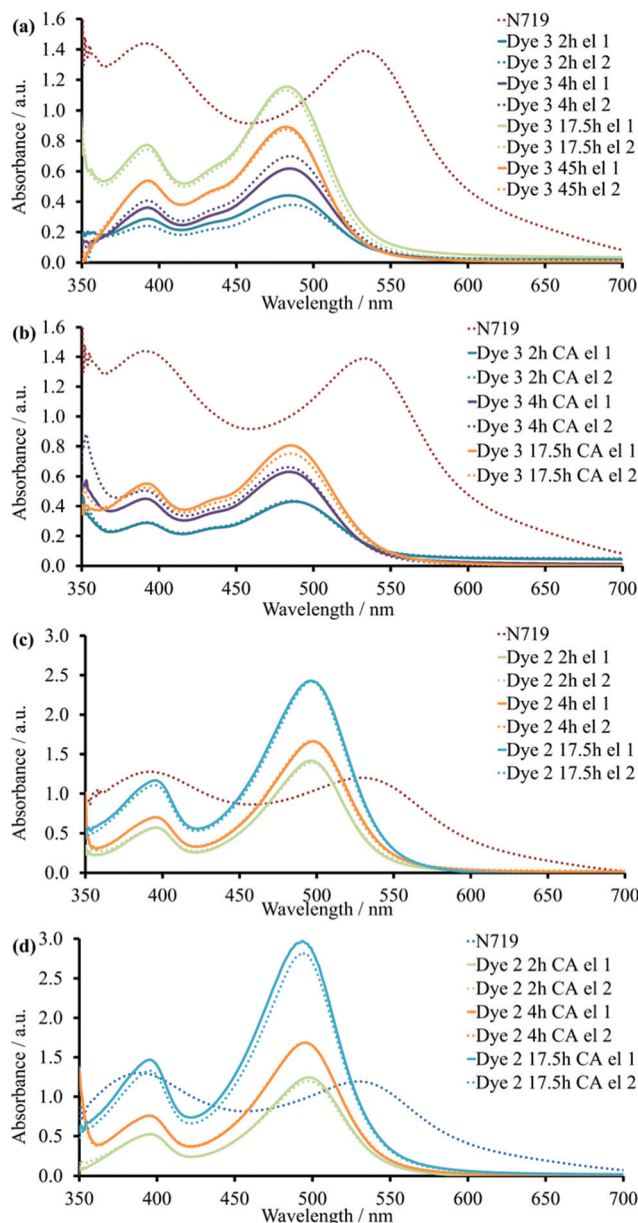 (a)
Absorbance / a.u.
1.6
1.4
1.2
1.0
0.8
0.6
0.4
0.2
0.0
N719
Dye 3 2h el 1
Dye 3 2h el 2
Dye 3 4h el 1
Dye 3 4h el 2
Dye 3 17.5h el 1
Dye 3 17.5h el 2
Dye 3 45h el 1
Dye 3 45h el 2
350 400 450 500 550 600 650 700
Wavelength / nm
(b)
Absorbance / a.u.
1.6
1.4
1.2
1.0
0.8
0.6
0.4
0.2
0.0
N719
Dye 3 2h CA el 1
Dye 3 2h CA el 2
Dye 3 4h CA el 1
Dye 3 4h CA el 2
Dye 3 17.5h CA el 1
Dye 3 17.5h CA el 2
350 400 450 500 550 600 650 700
Wavelength / nm
(c)
Absorbance / a.u.
3.0
2.5
2.0
1.5
1.0
0.5
0.0
N719
Dye 2 2h el 1
Dye 2 2h el 2
Dye 2 4h el 1
Dye 2 4h el 2
Dye 2 17.5h el 1
Dye 2 17.5h el 2
350 400 450 500 550 600 650 700
Wavelength / nm
(d)
Absorbance / a.u.
3.0
2.5
2.0
1.5
1.0
0.5
0.0
N719
Dye 2 2h CA el 1
Dye 2 2h CA el 2
Dye 2 4h CA el 1
Dye 2 4h CA el 2
Dye 2 17.5h CA el 1
Dye 2 17.5h CA el 2
350 400 450 500 550 600 650 700
Wavelength / nm